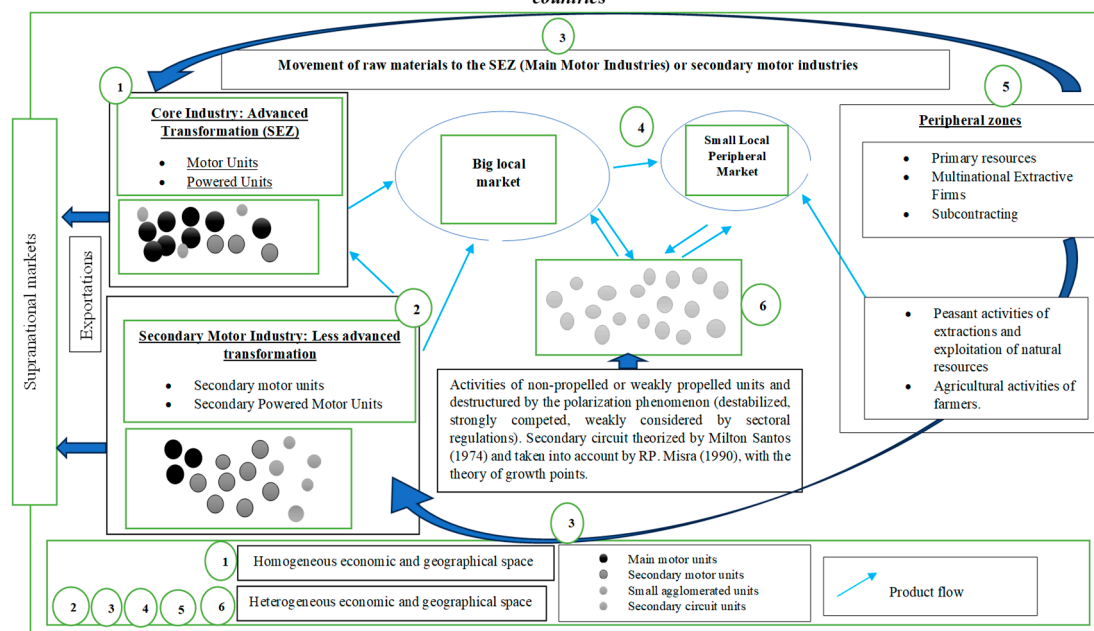 countries
3
Movement of raw materials to the SEZ (Main Motor Industries) or secondary motor industries
1
Core Industry: Advanced
Transformation (SEZ)
• Motor Units
• Powered Units
5
Peripheral zones
• Primary resources
• Multinational Extractive
Firms
• Subcontracting
4
Big local
market
Small Local
Peripheral
Market
Supranational markets
Exportations
2
Secondary Motor Industry: Less advanced
transformation
• Secondary motor units
• Secondary Powered Motor Units
6
• Peasant activities of
extractions and
exploitation of natural
resources
• Agricultural activities of
farmers.
Activities of non-propelled or weakly propelled units and
destructured by the polarization phenomenon (destabilized,
strongly competed, weakly considered by sectoral
regulations). Secondary circuit theorized by Milton Santos
(1974) and taken into account by RP. Misra (1990), with the
theory of growth points.
3
1
Homogeneous economic and geographical space
2 3 4 5 6
Heterogeneous economic and geographical space
Main motor units
Secondary motor units
Small agglomerated units
Secondary circuit units
Product flow